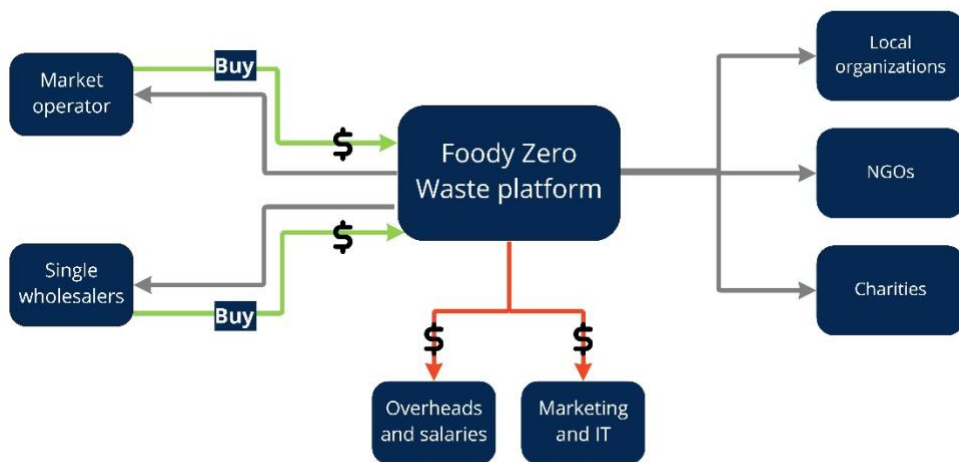 Market
operator
Buy
$
Single
wholesalers
Buy
$
Foody Zero
Waste platform
Local
organizations
NGOs
Charities
$
$
Overheads
and salaries
Marketing
and IT